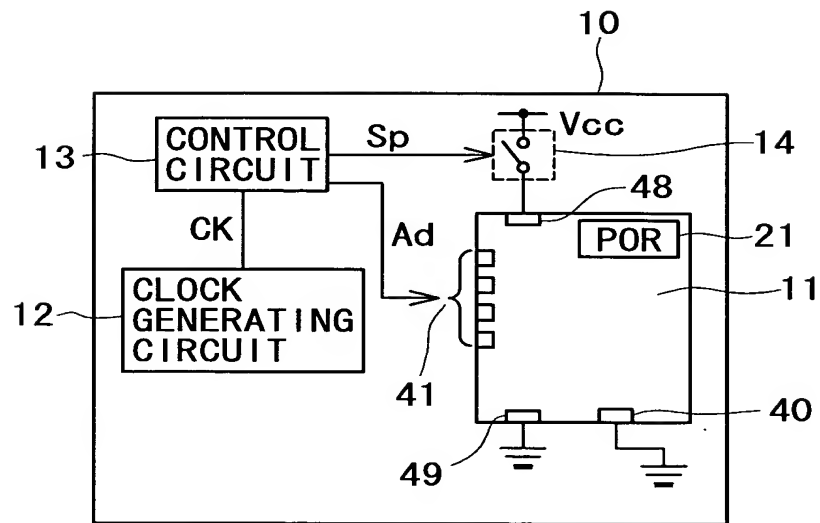 10
Sp
Vcc
14
13
CONTROL
CIRCUIT
48
CK
Ad
POR
21
12
CLOCK
GENERATING
CIRCUIT
11
41
49
40